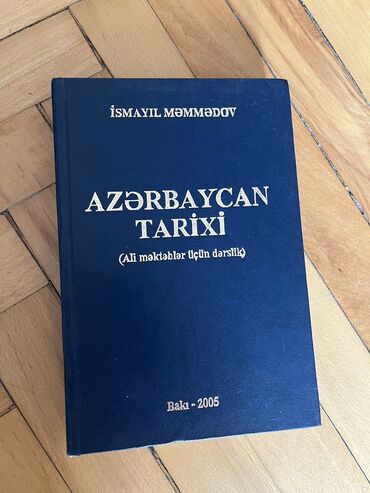 İSMAYIL MƏMMƏDOV
AZƏRBAYCAN
TARİXİ
(Ali məktəblər üçün dərslik)
Bakı - 2005